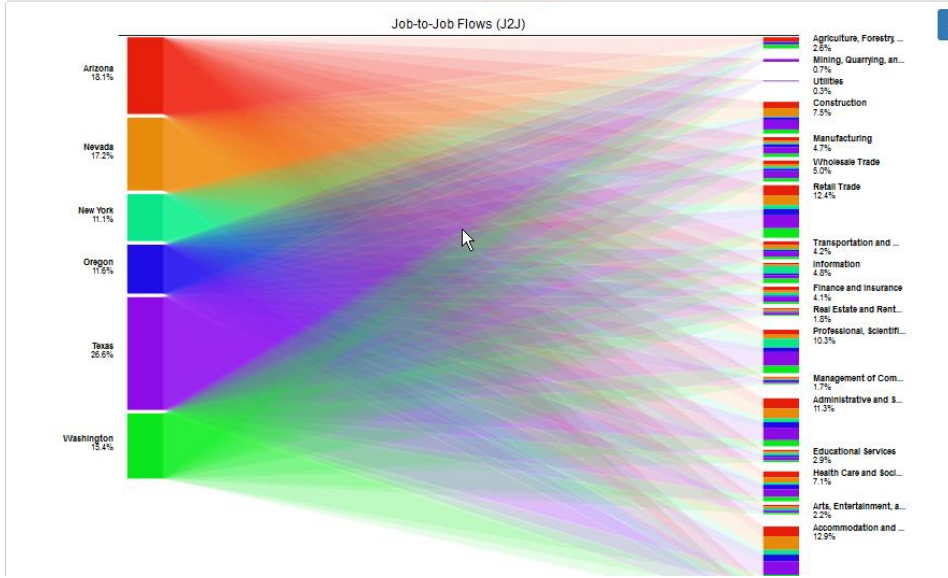 Job-to-Job Flows (J2J)
Arizona
18.1%
Nevada
17.2%
New York
11.1%
Oregon
11.6%
Texas
26.6%
Washington
15.4%
Agriculture, Forestry, ...
2.6%
Mining, Quarrying, an...
0.7%
Utilities
0.3%
Construction
7.5%
Manufacturing
4.7%
Wholesale Trade
5.0%
Retail Trade
12.4%
Transportation and ...
4.2%
Information
4.8%
Finance and Insurance
4.1%
Real Estate and Rent...
1.8%
Professional, Scientifi...
10.3%
Management of Com...
1.7%
Administrative and S...
11.3%
Educational Services
2.9%
Health Care and Soci...
7.1%
Arts, Entertainment, a...
2.2%
Accommodation and ...
12.9%